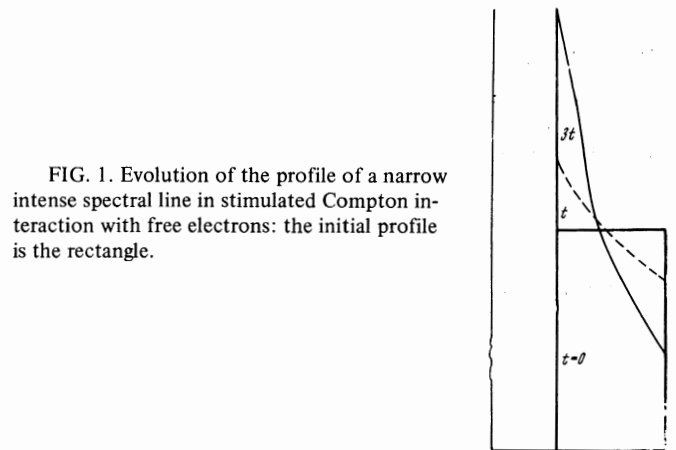 FIG. 1. Evolution of the profile of a narrow
intense spectral line in stimulated Compton in-
teraction with free electrons: the initial profile
is the rectangle.
3t
t
t=0